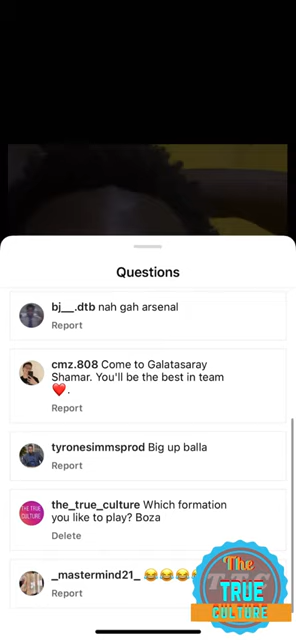 Questions
bj__.dtb nah gah arsenal
Report
cmz.808 Come to Galatasaray
Shamar. You'll be the best in team
❤️.
Report
tyronesimmsprod Big up balla
Report
THE TRUE
CULTURE
the_true_culture Which formation
you like to play? Boza
Delete
_mastermind21_ 😂😂😂
Report
The
TRUE
CULTURE